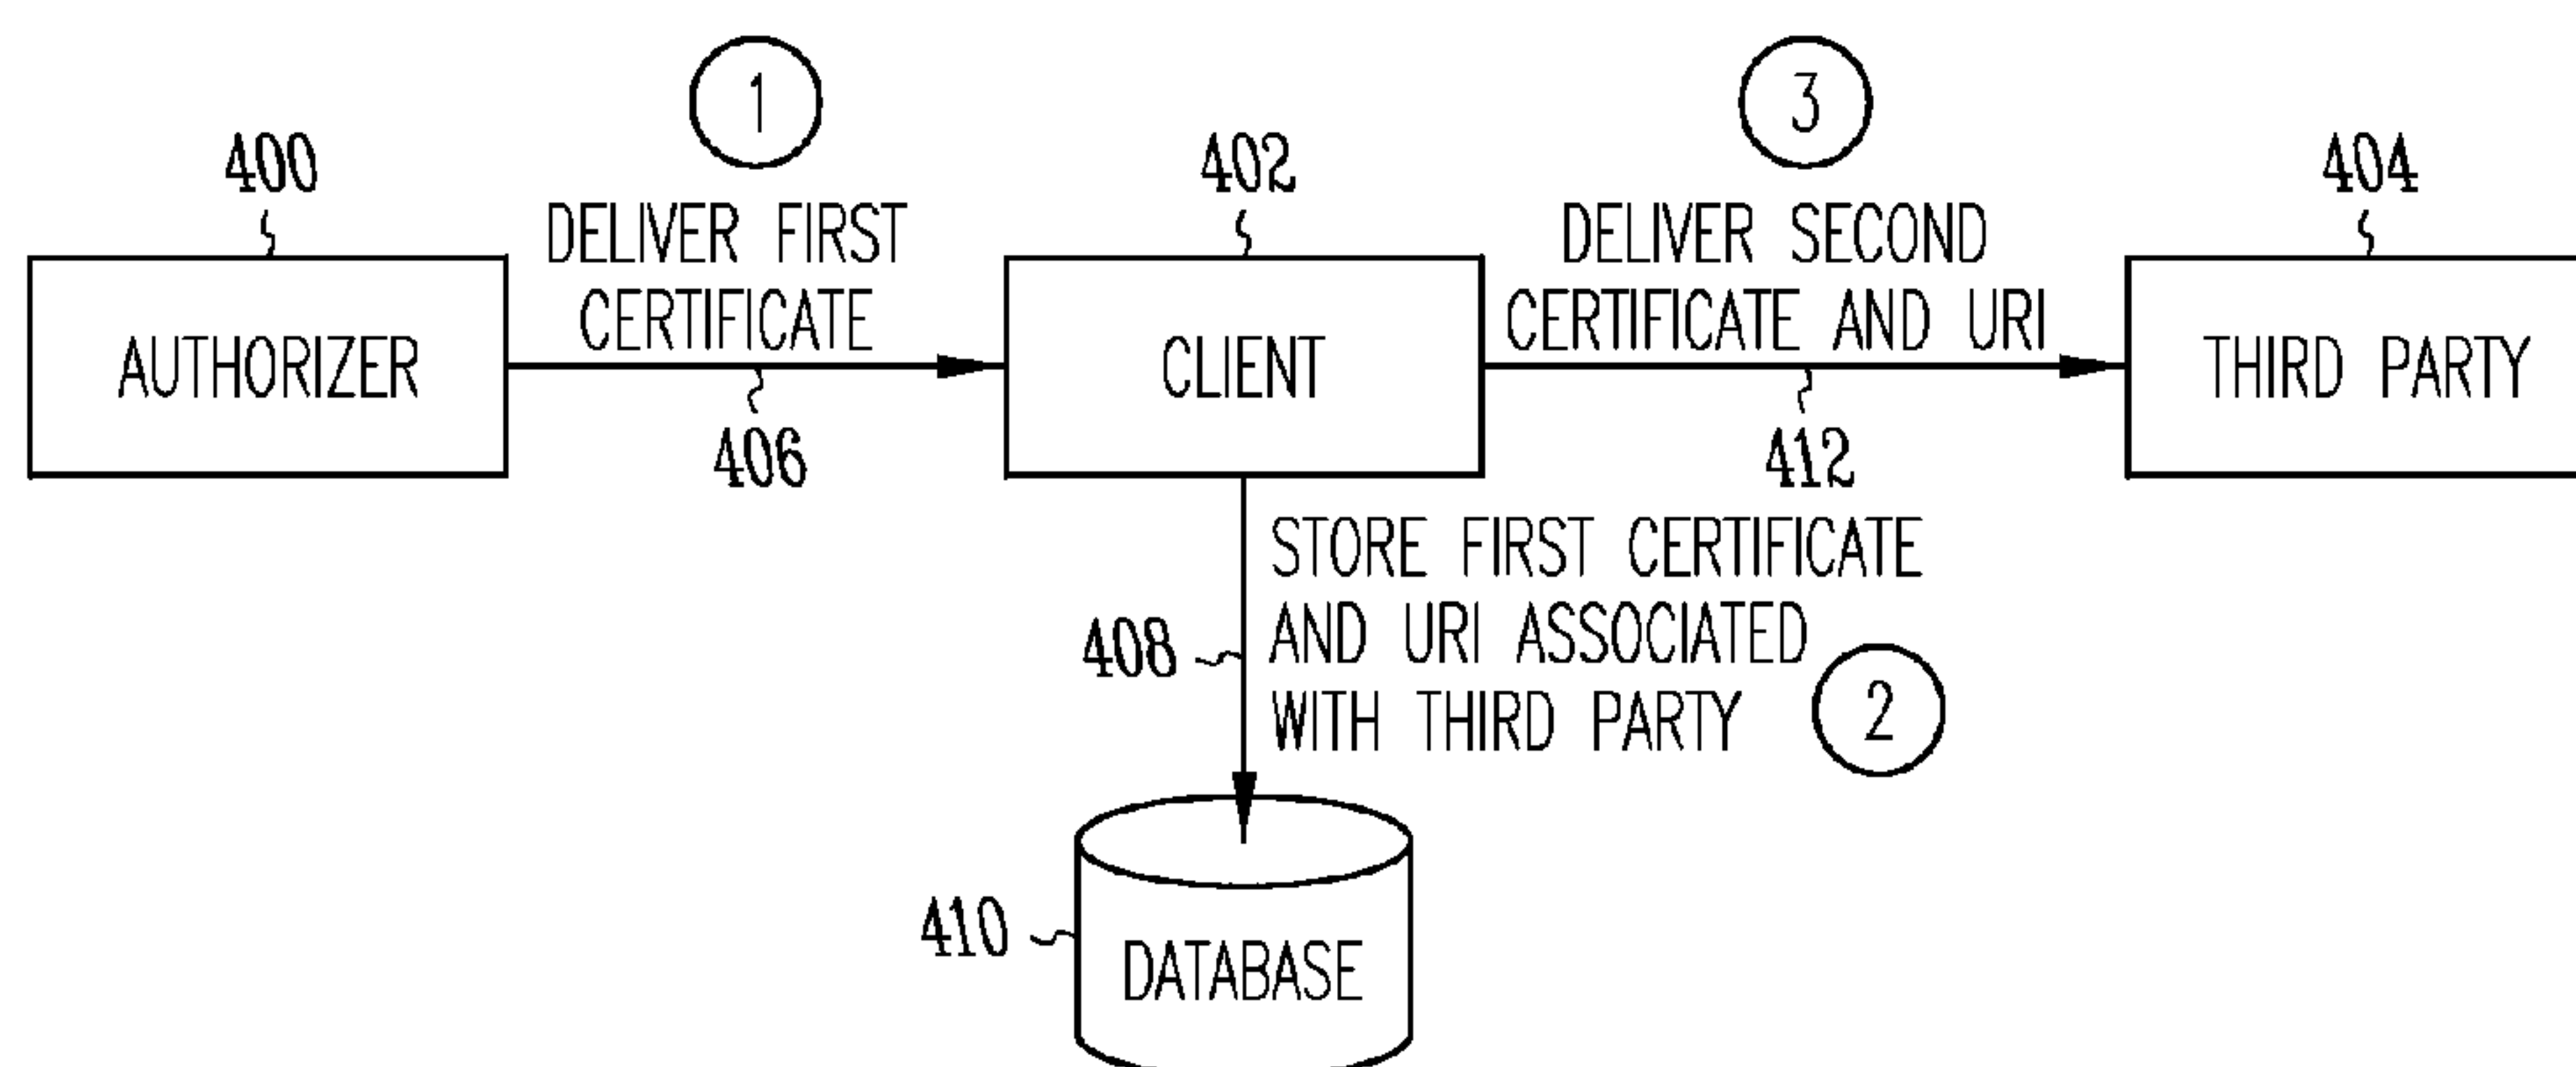 1
3
400
402
404
DELIVER FIRST
CERTIFICATE
DELIVER SECOND
CERTIFICATE AND URI
AUTHORIZER
CLIENT
THIRD PARTY
406
412
STORE FIRST CERTIFICATE
AND URI ASSOCIATED
WITH THIRD PARTY
408
2
410
DATABASE